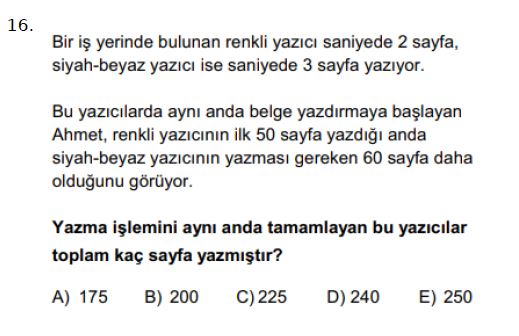 16.
Bir iş yerinde bulunan renkli yazıcı saniyede 2 sayfa,
siyah-beyaz yazıcı ise saniyede 3 sayfa yazıyor.
Bu yazıcılarda aynı anda belge yazdırmaya başlayan
Ahmet, renkli yazıcının ilk 50 sayfa yazdığı anda
siyah-beyaz yazıcının yazması gereken 60 sayfa daha
olduğunu görüyor.
Yazma işlemini aynı anda tamamlayan bu yazıcılar
toplam kaç sayfa yazmıştır?
A) 175 B) 200 C) 225 D) 240 E) 250